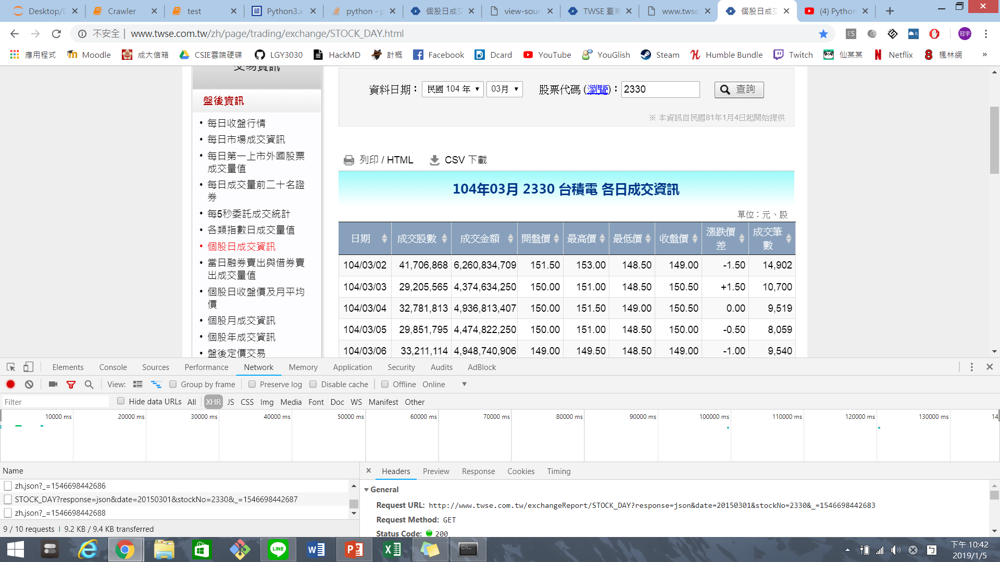 Desktop/D
Crawler
test
Python3.x
python - p
個股日成交
view-sour
TWSE 臺灣
www.twse
個股日成交
(4) Python
不安全 | www.twse.com.tw/zh/page/trading/exchange/STOCK_DAY.html
ES
冠宇
應用程式 Moodle 成大信箱 CSIE雲端硬碟 LGY3030 HackMD 計概 Facebook Dcard YouTube YouGlish Steam Humble Bundle Twitch 仙某某 Netflix 楓林網 »
交易資訊
盤後資訊
• 每日收盤行情
• 每日市場成交資訊
• 每日第一上市外國股票
成交量值
• 每日成交量前二十名證
券
• 每5秒委託成交統計
• 各類指數日成交量值
• 個股日成交資訊
• 當日融券賣出與借券賣
出成交量值
• 個股日收盤價及月平均
價
• 個股月成交資訊
• 個股年成交資訊
• 盤後定價交易
資料日期：民國 104 年 03月 股票代碼 (瀏覽)：2330 查詢
※ 本資訊自民國81年1月4日起開始提供
列印 / HTML CSV 下載
104年03月 2330 台積電 各日成交資訊
單位：元、股
日期 成交股數 成交金額 開盤價 最高價 最低價 收盤價 漲跌價差 成交筆數
104/03/02 41,706,868 6,260,834,709 151.50 153.00 148.50 149.00 -1.50 14,902
104/03/03 29,205,565 4,374,634,250 150.00 151.00 148.50 150.50 +1.50 10,700
104/03/04 32,781,813 4,936,813,407 150.00 151.50 149.00 150.50 0.00 9,519
104/03/05 29,851,795 4,474,822,250 150.00 151.00 148.50 150.00 -0.50 8,059
104/03/06 33,211,114 4,948,740,906 149.00 149.50 148.50 149.00 -1.00 9,540
Elements Console Sources Performance Network Memory Application Security Audits AdBlock
View: Group by frame Preserve log Disable cache Offline Online
Filter Hide data URLs All XHR JS CSS Img Media Font Doc WS Manifest Other
10000 ms 20000 ms 30000 ms 40000 ms 50000 ms 60000 ms 70000 ms 80000 ms 90000 ms 100000 ms 110000 ms 120000 ms 130000 ms 14
Name
zh.json?_=1546698442686
STOCK_DAY?response=json&date=20150301&stockNo=2330&_=1546698442687
zh.json?_=1546698442688
9 / 10 requests | 9.2 KB / 9.4 KB transferred
Headers Preview Response Cookies Timing
General
Request URL: http://www.twse.com.tw/exchangeReport/STOCK_DAY?response=json&date=20150301&stockNo=2330&_=1546698442683
Request Method: GET
Status Code: 200
LINE
下午 10:42
2019/1/5